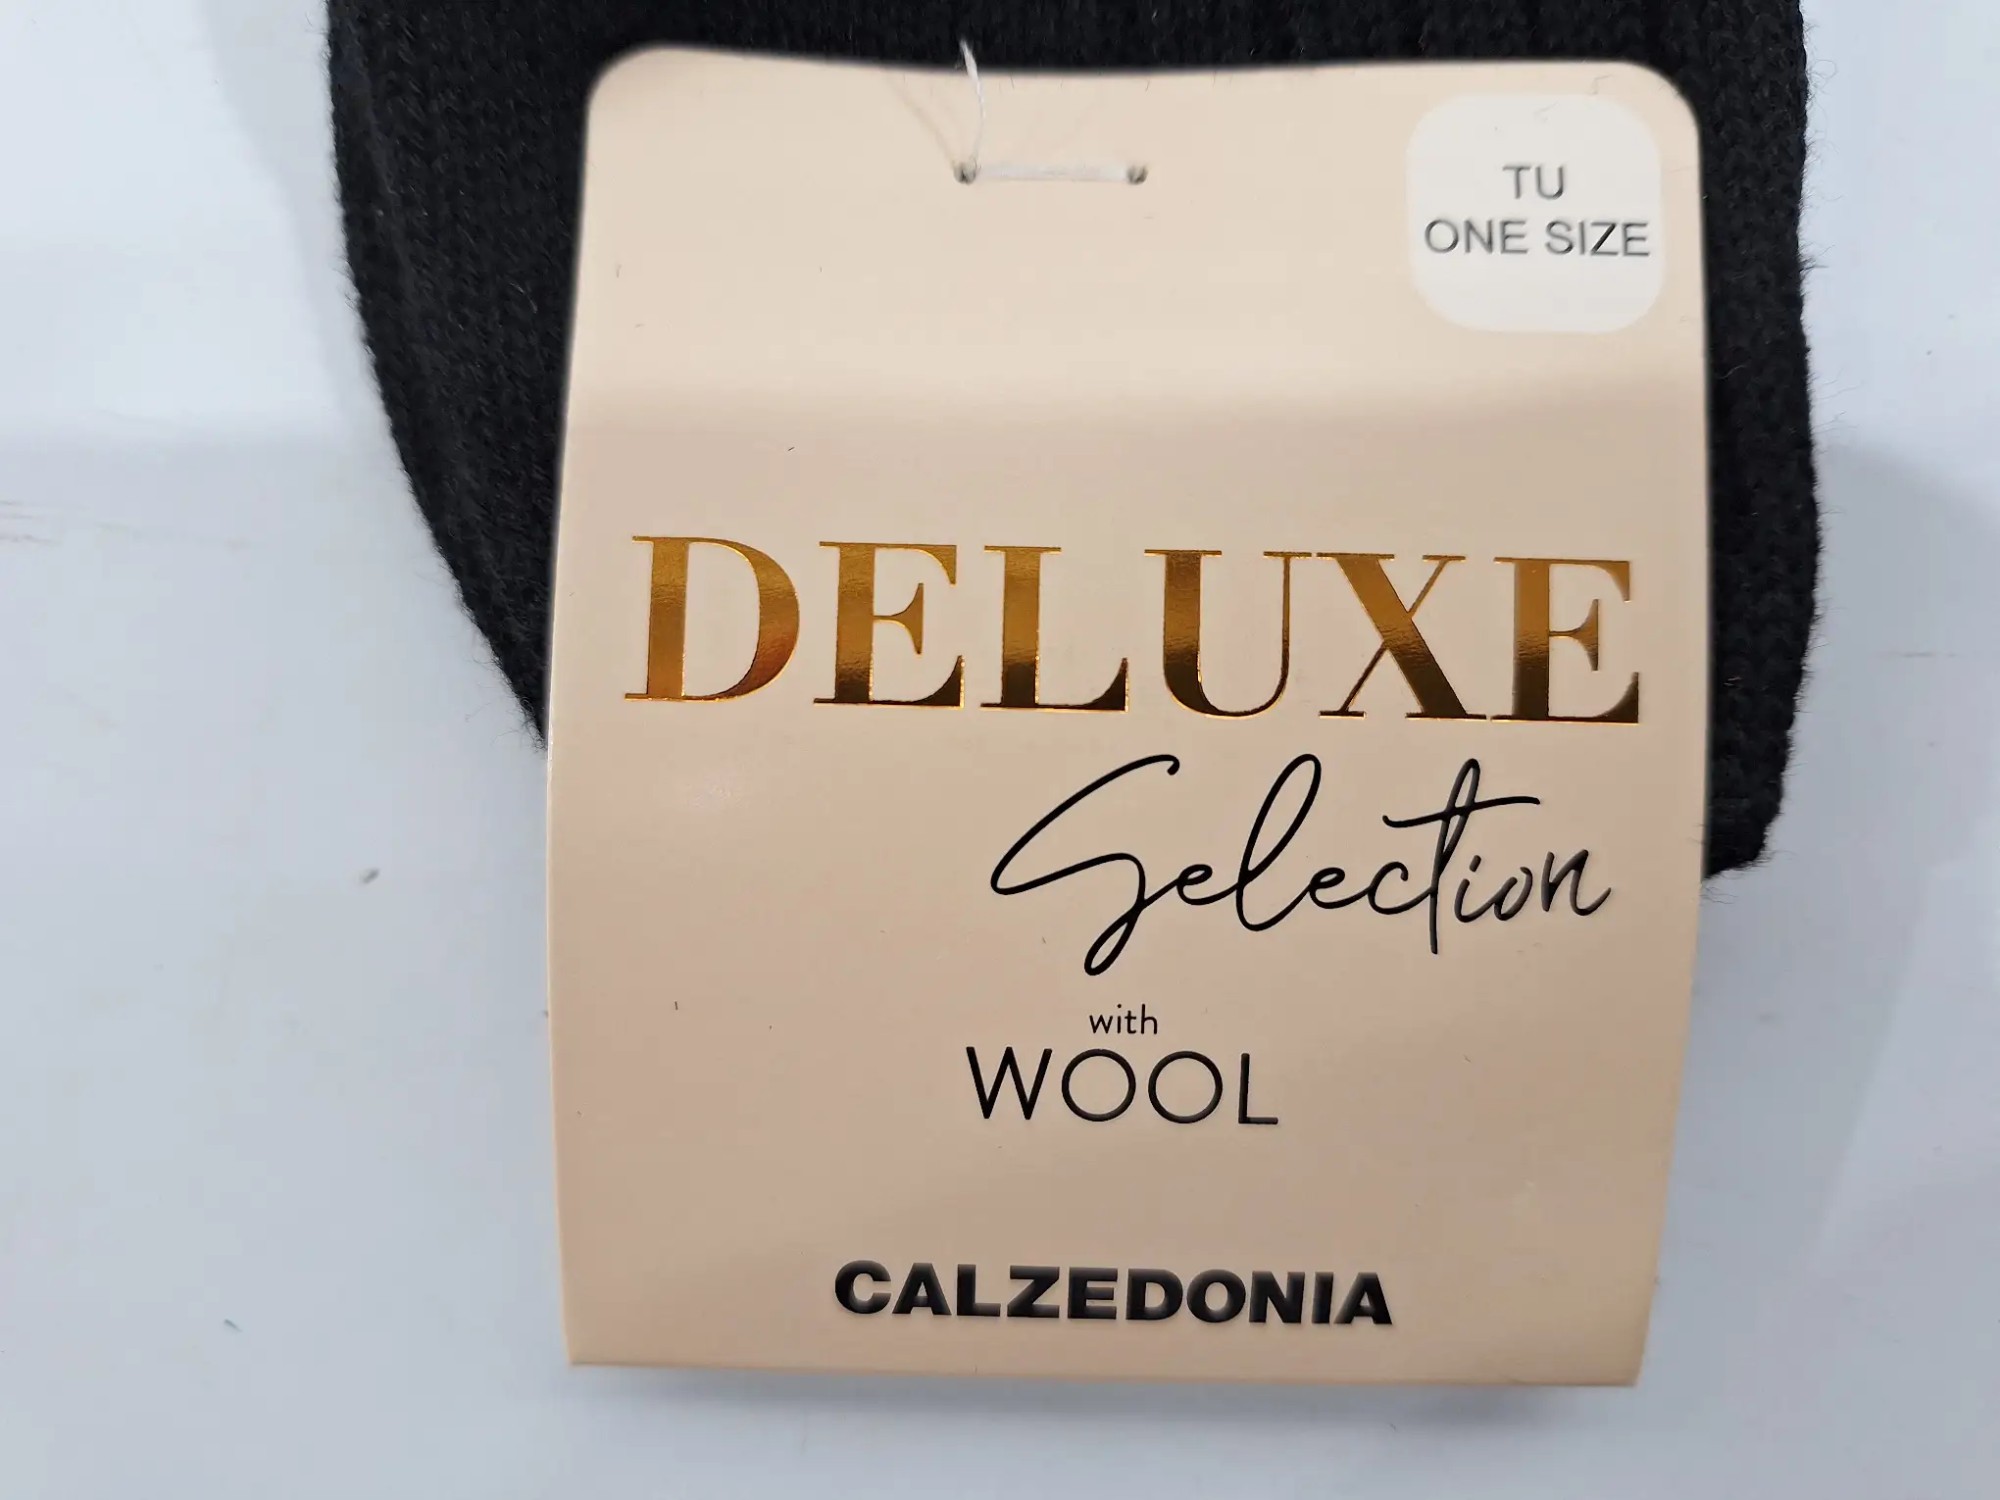 TU
ONE SIZE
DELUXE
Selection
with
WOOL
CALZEDONIA